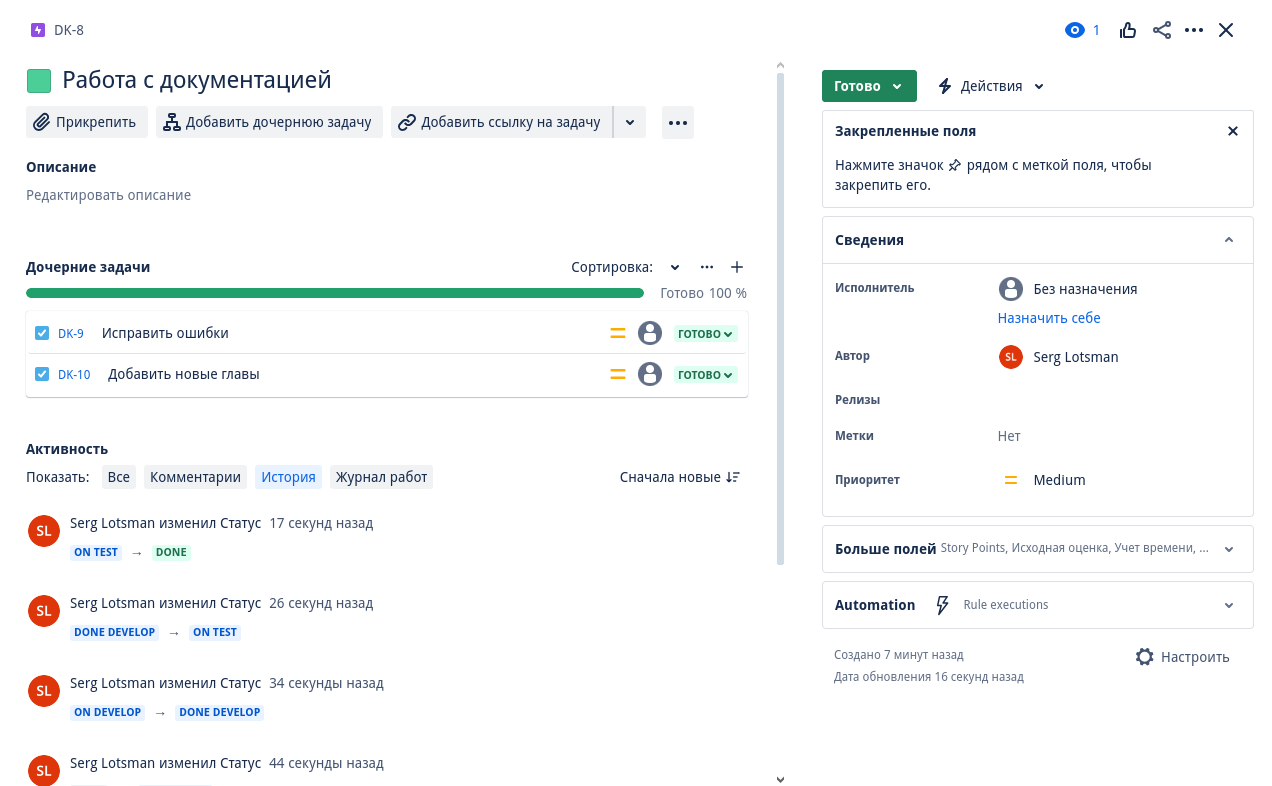 DK-8
1
Работа с документацией
Прикрепить
Добавить дочернюю задачу
Добавить ссылку на задачу
Описание
Редактировать описание
Дочерние задачи
Сортировка:
Готово 100 %
DK-9 Исправить ошибки ГОТОВО
DK-10 Добавить новые главы ГОТОВО
Активность
Показать: Все Комментарии История Журнал работ Сначала новые
SL Serg Lotsman изменил Статус 17 секунд назад
ON TEST → DONE
SL Serg Lotsman изменил Статус 26 секунд назад
DONE DEVELOP → ON TEST
SL Serg Lotsman изменил Статус 34 секунды назад
ON DEVELOP → DONE DEVELOP
SL Serg Lotsman изменил Статус 44 секунды назад
Готово
Действия
Закрепленные поля
Нажмите значок рядом с меткой поля, чтобы
закрепить его.
Сведения
Исполнитель Без назначения
Назначить себе
Автор SL Serg Lotsman
Релизы
Метки Нет
Приоритет Medium
Больше полей Story Points, Исходная оценка, Учет времени, ...
Automation Rule executions
Создано 7 минут назад
Настроить
Дата обновления 16 секунд назад